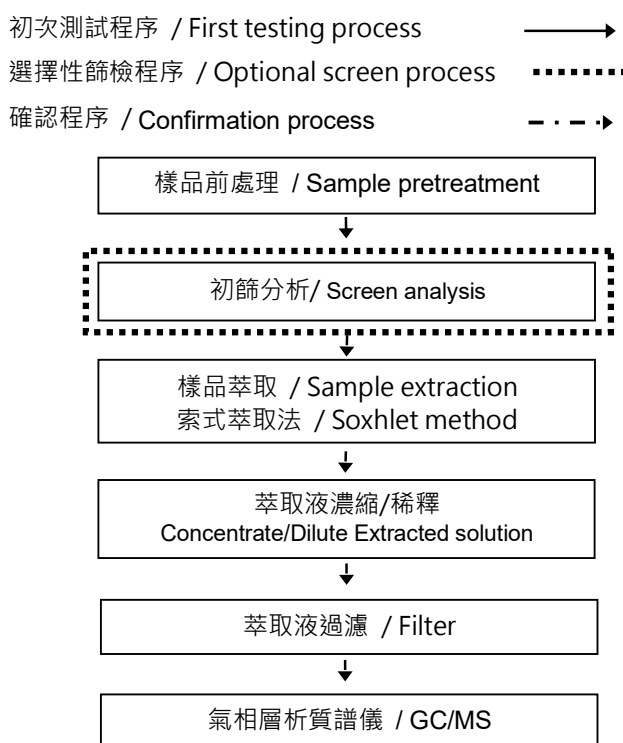 初次測試程序 / First testing process
選擇性篩檢程序 / Optional screen process
確認程序 / Confirmation process
樣品前處理 / Sample pretreatment
初篩分析/ Screen analysis
樣品萃取 / Sample extraction
索式萃取法 / Soxhlet method
萃取液濃縮/稀釋
Concentrate/Dilute Extracted solution
萃取液過濾 / Filter
氣相層析質譜儀 / GC/MS